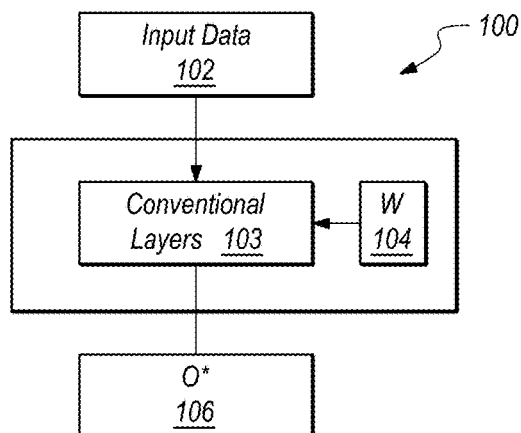 Input Data
102
100
Conventional
Layers 103
W
104
O*
106